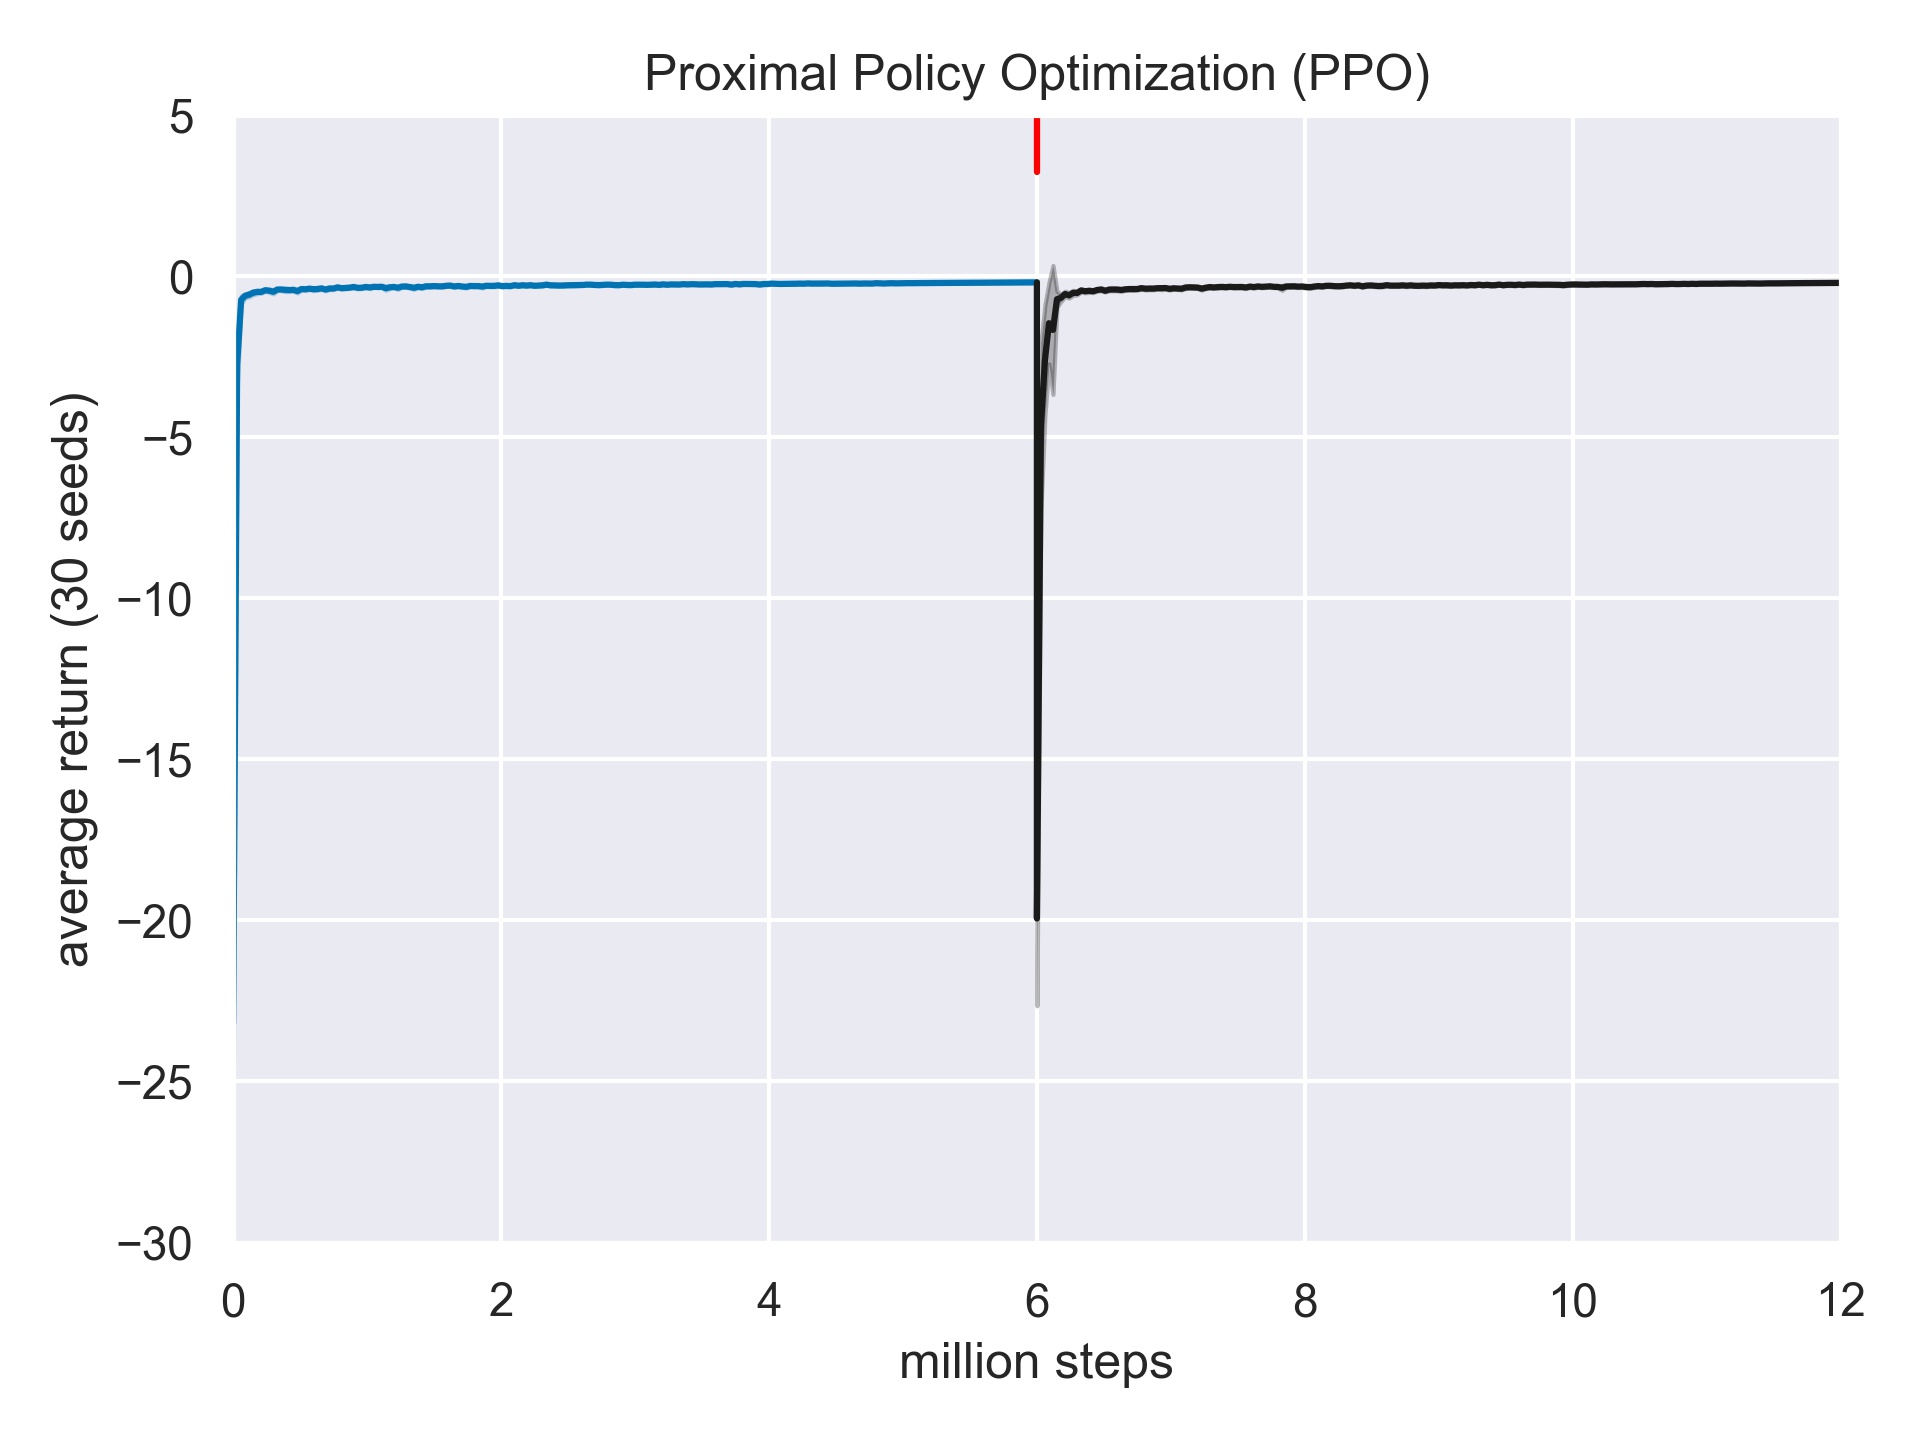 Proximal Policy Optimization (PPO)
5
0
−5
−10
−15
−20
−25
−30
average return (30 seeds)
0 2 4 6 8 10 12
million steps